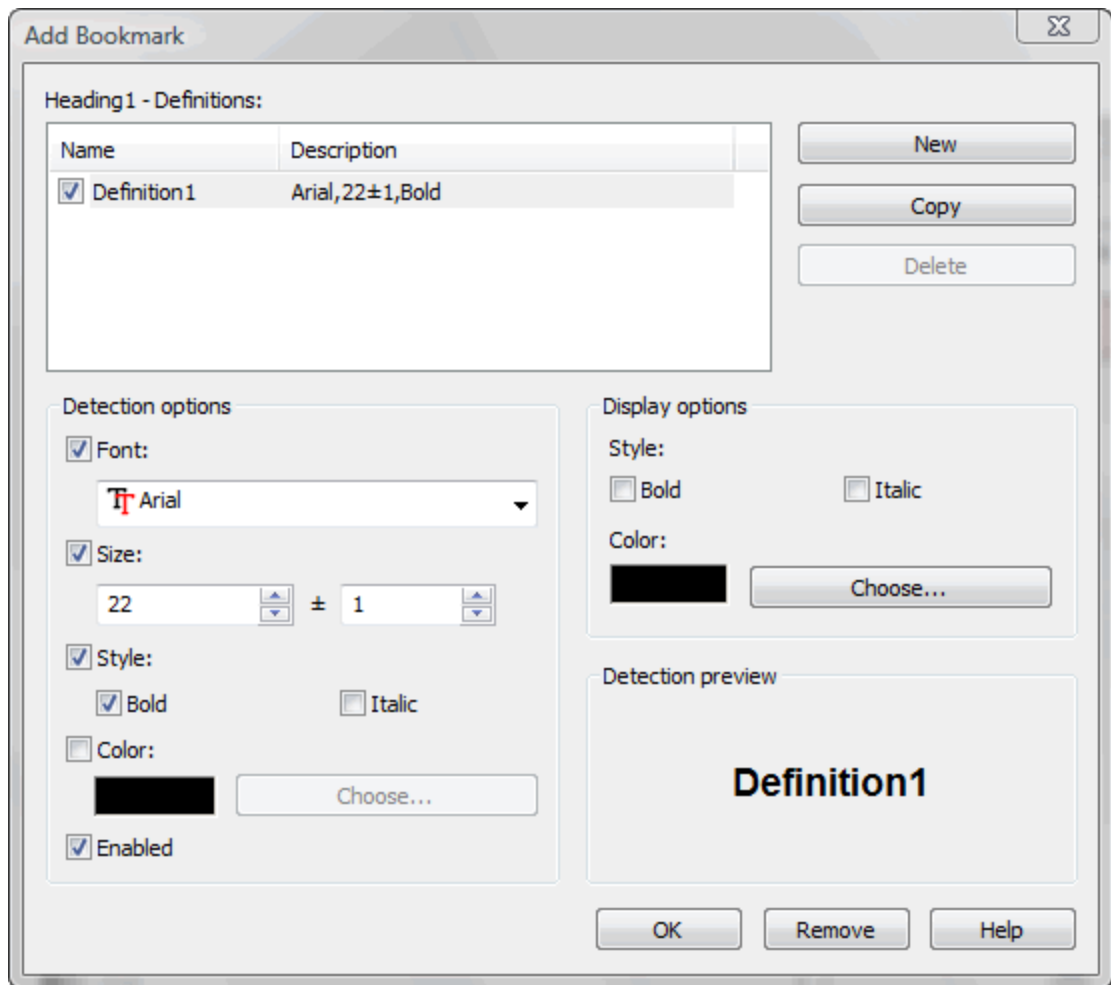 Add Bookmark
Heading1 - Definitions:
Name Description
Definition1 Arial,22±1,Bold
New
Copy
Delete
Detection options
Font:
Arial
Size:
22 ± 1
Style:
Bold Italic
Color:
Choose...
Enabled
Display options
Style:
Bold Italic
Color:
Choose...
Detection preview
Definition1
OK Remove Help